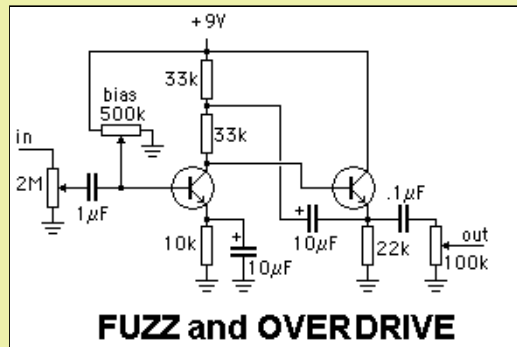 +9V
33k
bias
500k
33k
in
2M
1µF
.1µF
10k
+
10µF
+
10µF
22k
out
100k
FUZZ and OVERDRIVE